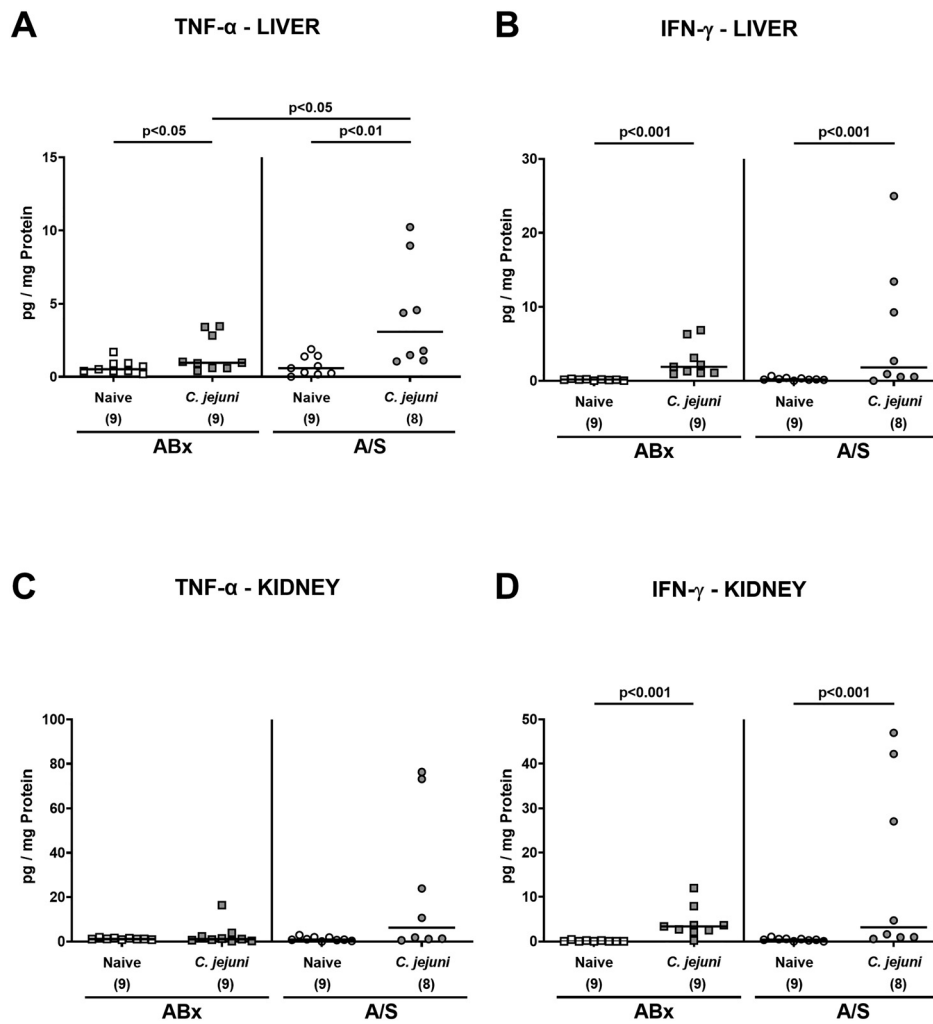 A
TNF-α - LIVER
p<0.05
p<0.05
p<0.01
pg / mg Protein
15
10
5
0
Naive
C. jejuni
Naive
C. jejuni
(9)
(9)
(9)
(8)
ABx
A/S
B
IFN-γ - LIVER
p<0.001
p<0.001
pg / mg Protein
30
20
10
0
Naive
C. jejuni
Naive
C. jejuni
(9)
(9)
(9)
(8)
ABx
A/S
C
TNF-α - KIDNEY
pg / mg Protein
100
80
60
40
20
0
Naive
C. jejuni
Naive
C. jejuni
(9)
(9)
(9)
(8)
ABx
A/S
D
IFN-γ - KIDNEY
p<0.001
p<0.001
pg / mg Protein
50
40
30
20
10
0
Naive
C. jejuni
Naive
C. jejuni
(9)
(9)
(9)
(8)
ABx
A/S